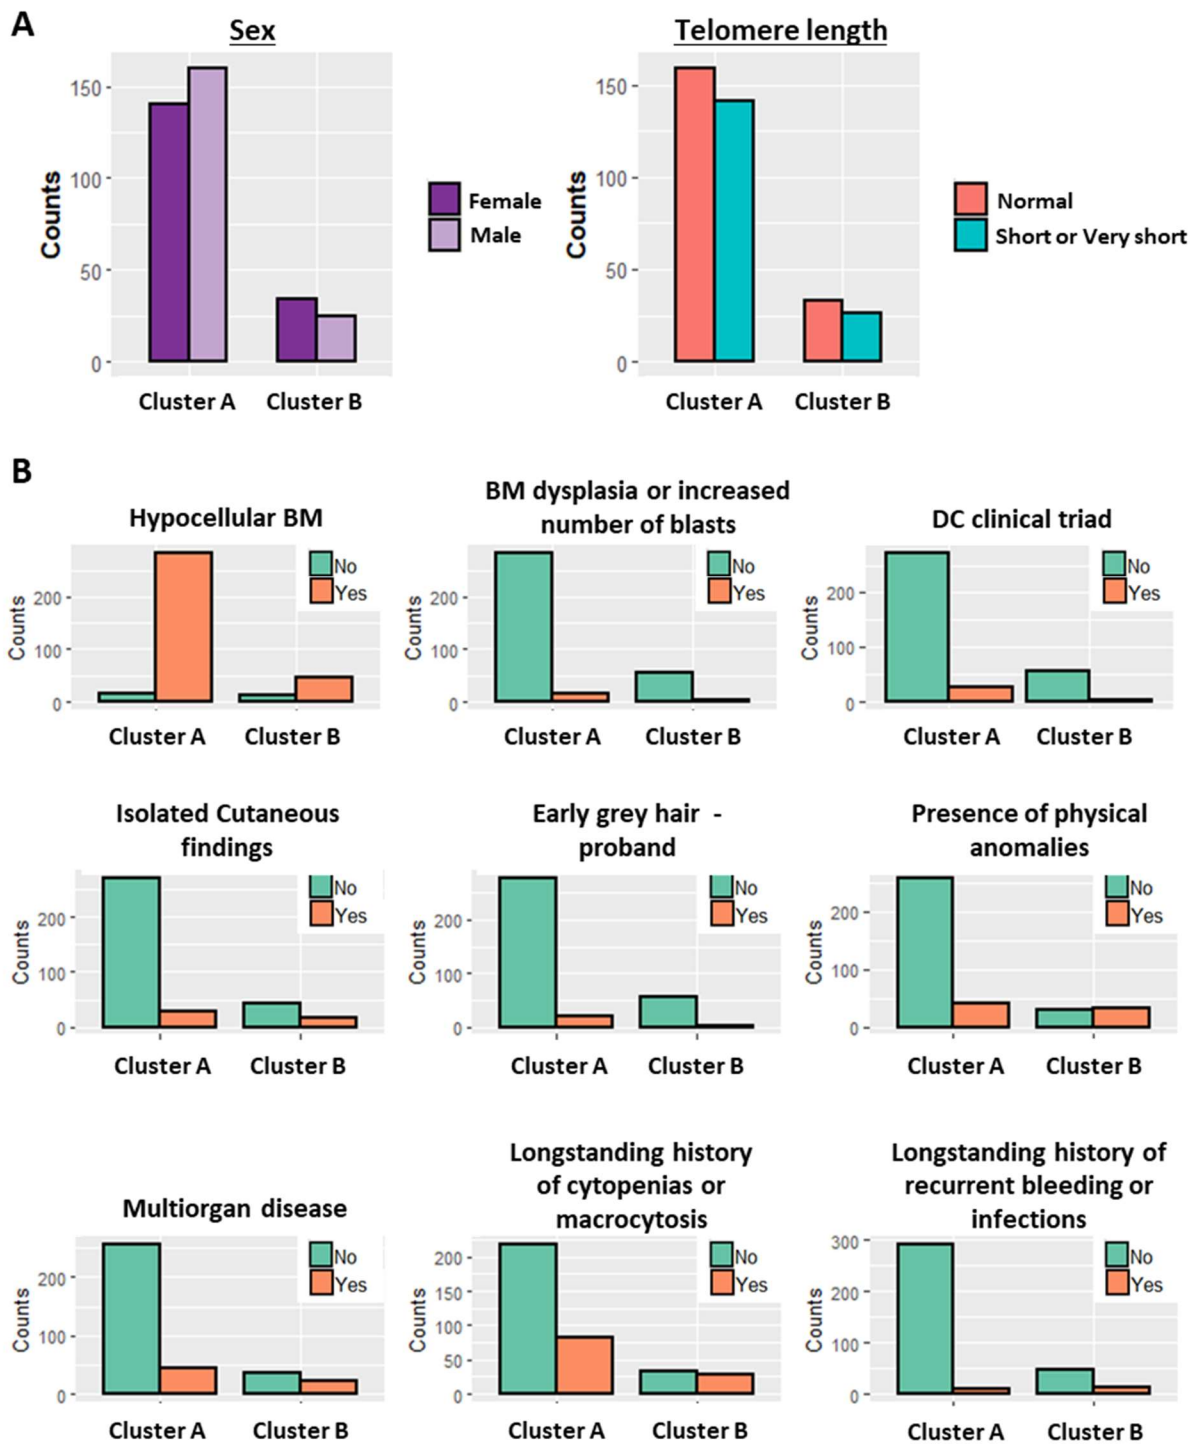 A
Sex
Telomere length
150
100
50
0
Counts
Cluster A
Cluster B
Female
Male
150
100
50
0
Counts
Cluster A
Cluster B
Normal
Short or Very short
B
Hypocellular BM
200
100
0
Counts
No
Yes
Cluster A
Cluster B
BM dysplasia or increased
number of blasts
200
100
0
Counts
No
Yes
Cluster A
Cluster B
DC clinical triad
200
100
0
Counts
No
Yes
Cluster A
Cluster B
Isolated Cutaneous
findings
200
100
0
Counts
No
Yes
Cluster A
Cluster B
Early grey hair -
proband
200
100
0
Counts
No
Yes
Cluster A
Cluster B
Presence of physical
anomalies
200
100
0
Counts
No
Yes
Cluster A
Cluster B
Multiorgan disease
200
100
0
Counts
No
Yes
Cluster A
Cluster B
Longstanding history
of cytopenias or
macrocytosis
200
150
100
50
0
Counts
No
Yes
Cluster A
Cluster B
Longstanding history of
recurrent bleeding or
infections
300
200
100
0
Counts
No
Yes
Cluster A
Cluster B